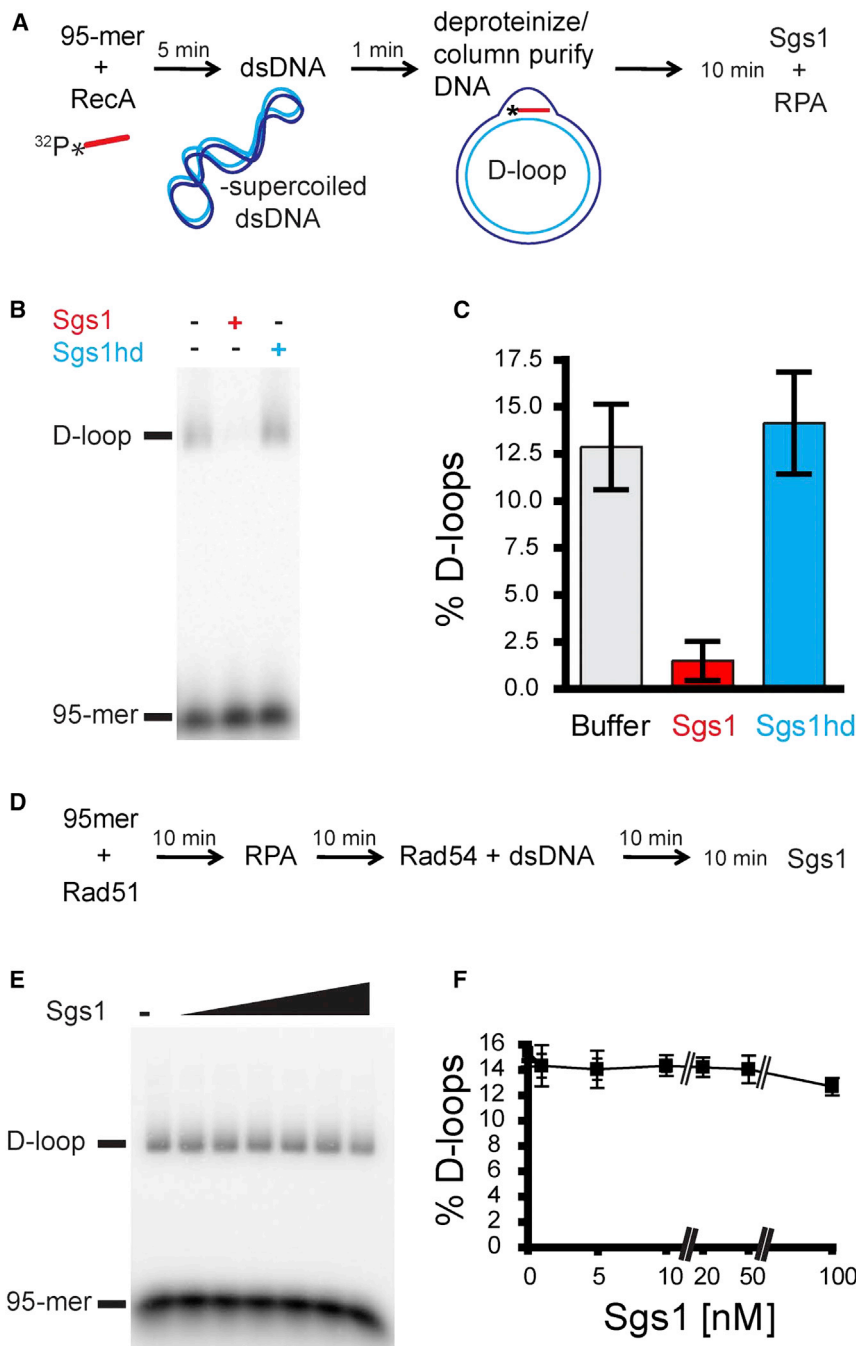 A
95-mer
+
RecA
32P*
5 min
dsDNA
-supercoiled
dsDNA
1 min
deproteinize/
column purify
DNA
*
D-loop
10 min
Sgs1
+
RPA
B
Sgs1 - + -
Sgs1hd - - +
D-loop
95-mer
C
% D-loops
17.5
15.0
12.5
10.0
7.5
5.0
2.5
0.0
Buffer Sgs1 Sgs1hd
D
95mer
+
Rad51
10 min
RPA
10 min
Rad54 + dsDNA
10 min
10 min
Sgs1
E
Sgs1 -
D-loop
95-mer
F
% D-loops
16
14
12
10
8
6
4
2
0
0 5 10 20 50 100
Sgs1 [nM]